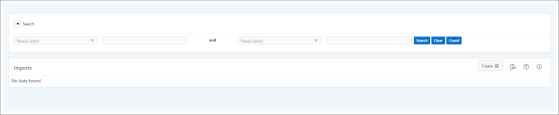 Search
Please Select and Please Select Search Clear Count
Imports Create
No data found